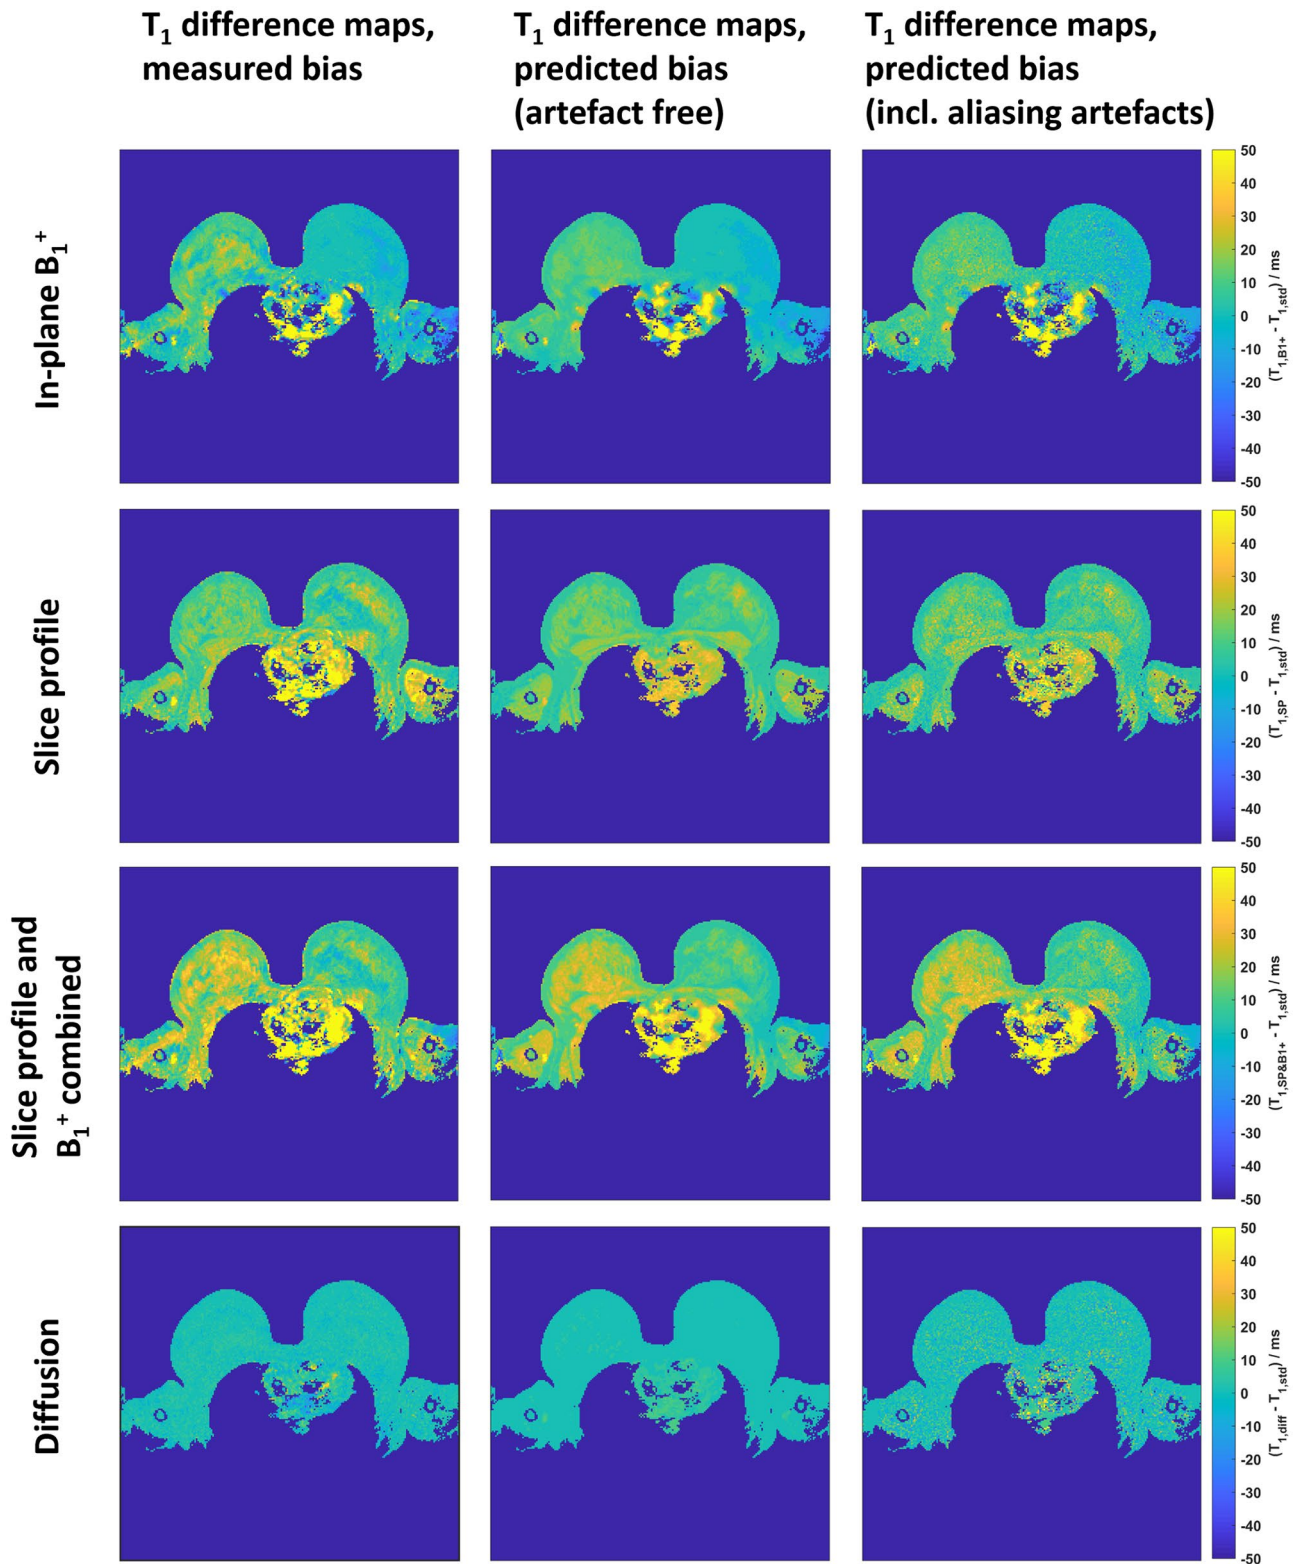 T₁ difference maps,
measured bias
T₁ difference maps,
predicted bias
(artefact free)
T₁ difference maps,
predicted bias
(incl. aliasing artefacts)
In-plane B₁⁺
50
40
30
20
10
0
-10
-20
-30
-40
-50
(T₁,B1+ - T₁,std) / ms
Slice profile
50
40
30
20
10
0
-10
-20
-30
-40
-50
(T₁,SP - T₁,std) / ms
Slice profile and
B₁⁺ combined
50
40
30
20
10
0
-10
-20
-30
-40
-50
(T₁,SP&B1+ - T₁,std) / ms
Diffusion
50
40
30
20
10
0
-10
-20
-30
-40
-50
(T₁,diff - T₁,std) / ms